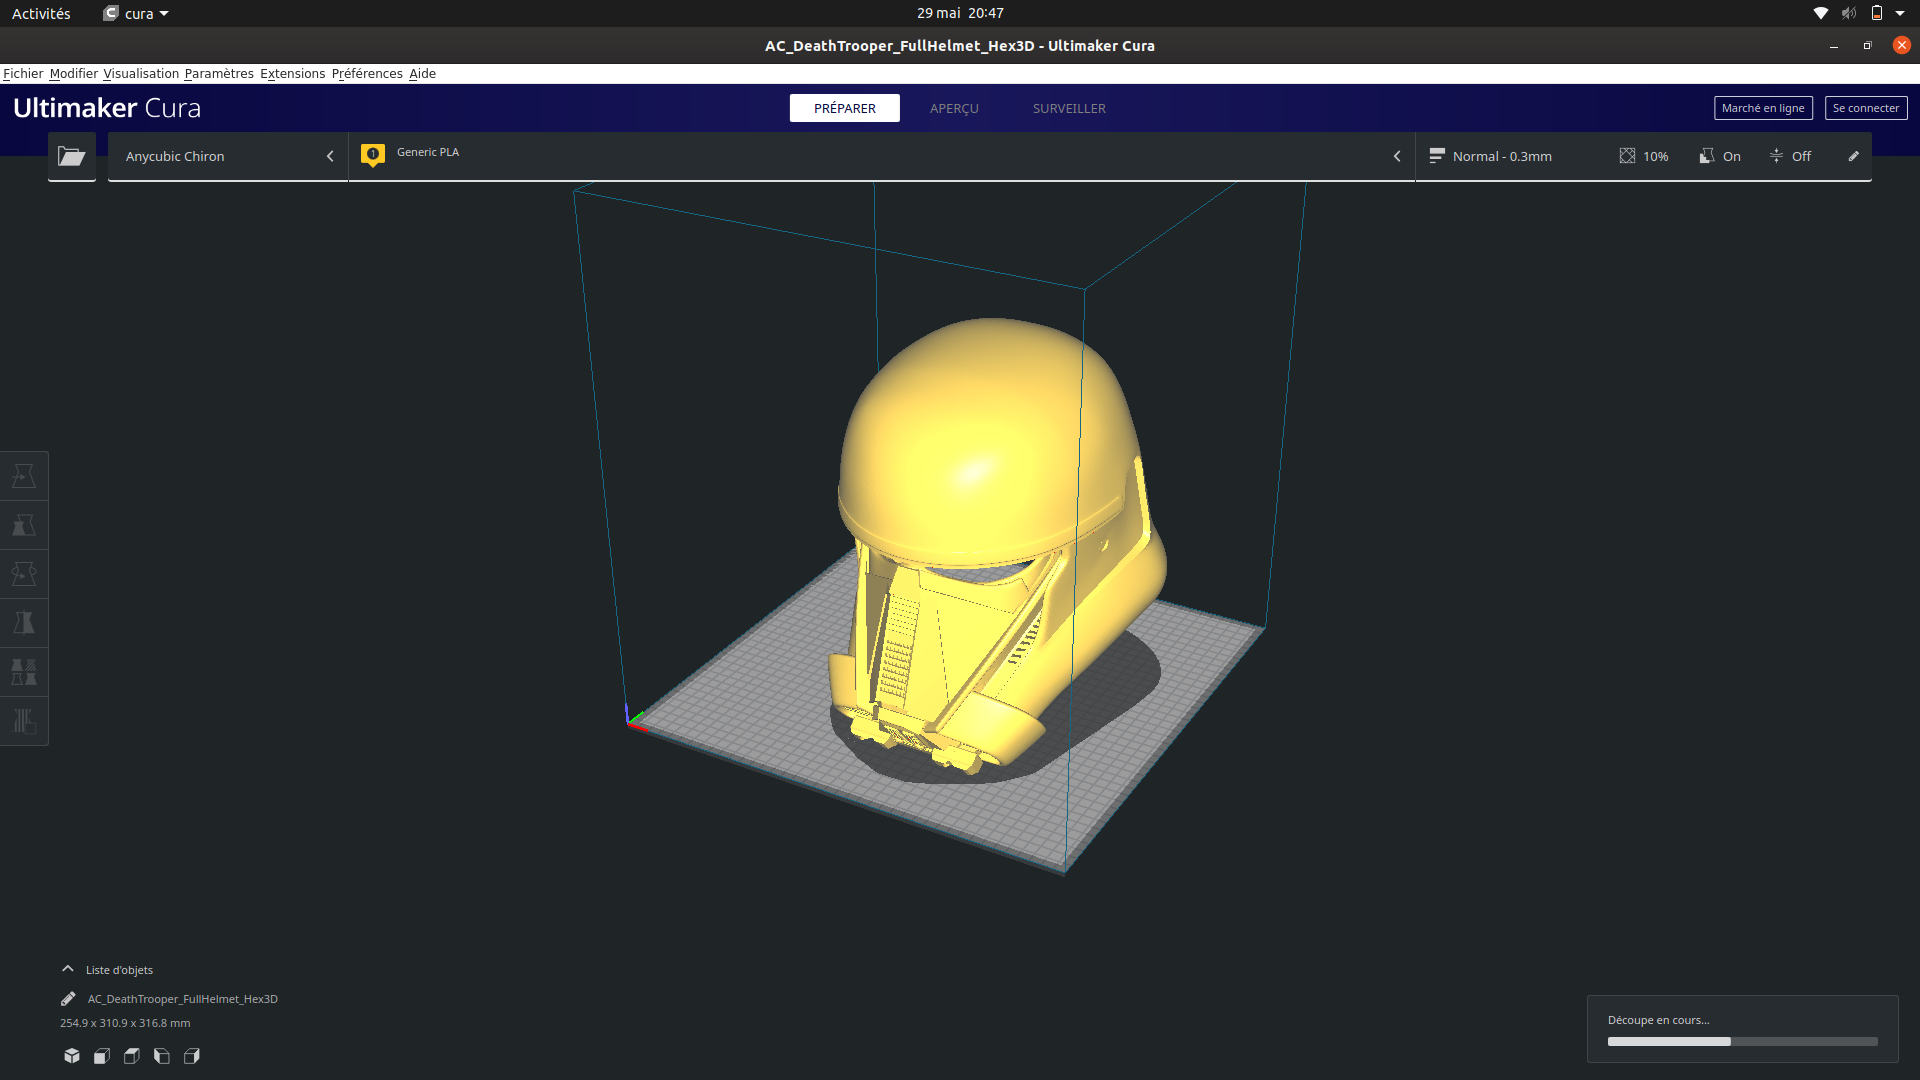 Activités
cura
29 mai 20:47
AC_DeathTrooper_FullHelmet_Hex3D - Ultimaker Cura
Fichier Modifier Visualisation Paramètres Extensions Préférences Aide
Ultimaker Cura
PRÉPARER
APERÇU
SURVEILLER
Marché en ligne
Se connecter
Anycubic Chiron
1
Generic PLA
Normal - 0.3mm
10%
On
Off
Liste d'objets
AC_DeathTrooper_FullHelmet_Hex3D
254.9 x 310.9 x 316.8 mm
Découpe en cours...